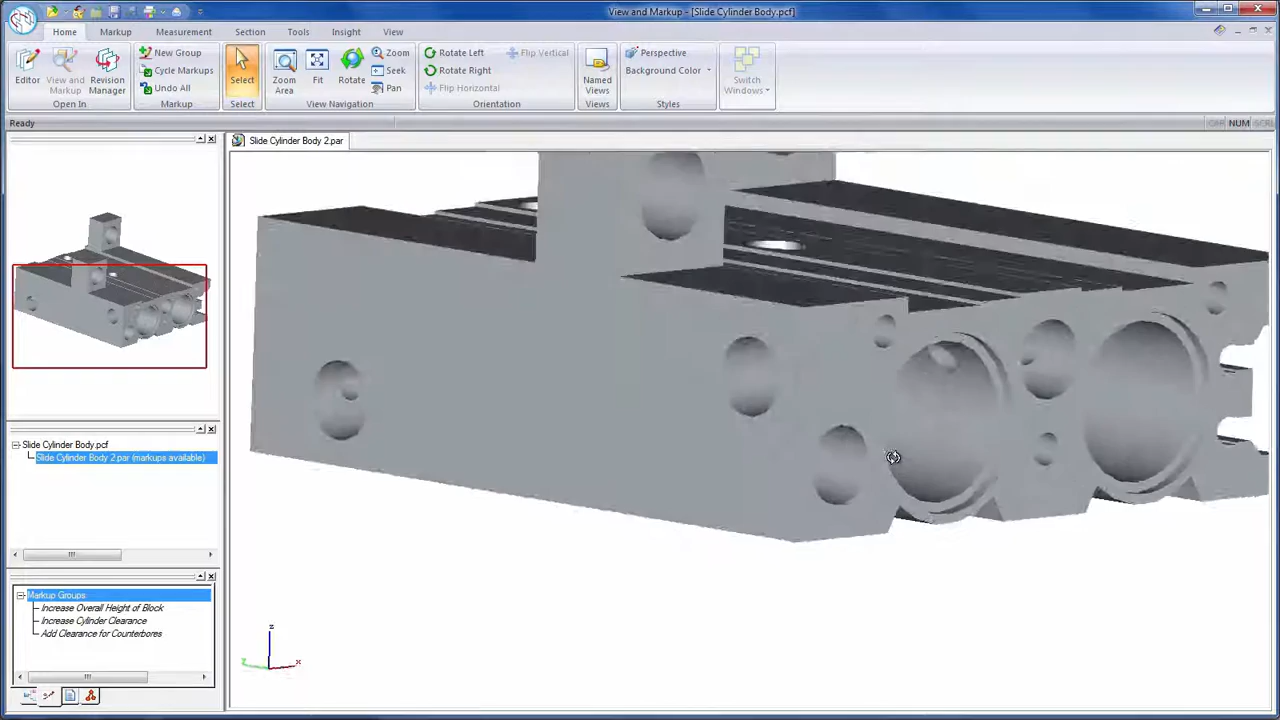 View and Markup - [Slide Cylinder Body.pcf]
Home Markup Measurement Section Sections Tools Insight View
Editor
View and Markup
Revision Manager
Open In
New Group
Cycle Markups
Undo All
Markup
Select
Select
Zoom Area
Fit
Rotate
Zoom
Seek
Pan
View Navigation
Rotate Left
Rotate Right
Flip Horizontal
Flip Vertical
Orientation
Named Views
Views
Perspective
Background Color
Styles
Switch Windows
Ready
NUM
Slide Cylinder Body 2.par
Slide Cylinder Body.pcf
Slide Cylinder Body 2.par (markups available)
Markup Groups
Increase Overall Height of Block
Increase Cylinder Clearance
Add Clearance for Counterbores
z
x